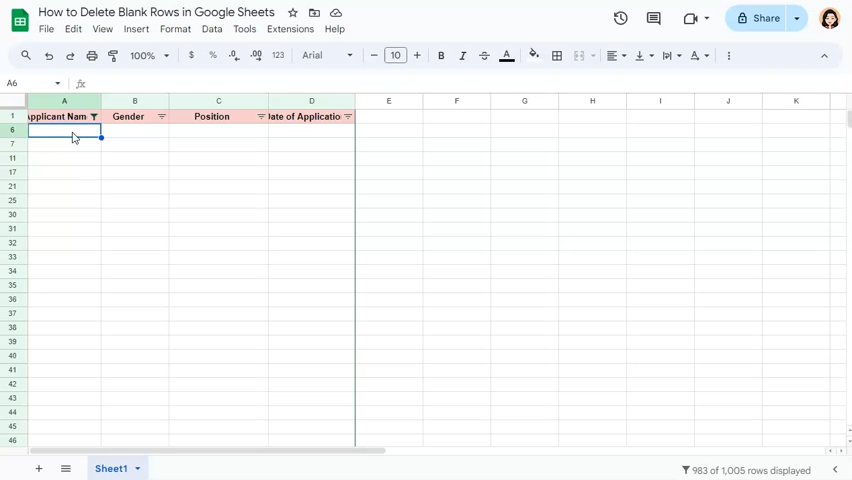 How to Delete Blank Rows in Google Sheets
File Edit View Insert Format Data Tools Extensions Help
Share
100% $ % .0 .00 123 Arial 10 B I A
A6 fx
A B C D E F G H I J K
1 Applicant Nam Gender Position Date of Applicatio
6
7
11
17
21
25
30
31
32
33
34
35
36
37
38
39
40
41
42
43
44
45
46
Sheet1
983 of 1,005 rows displayed